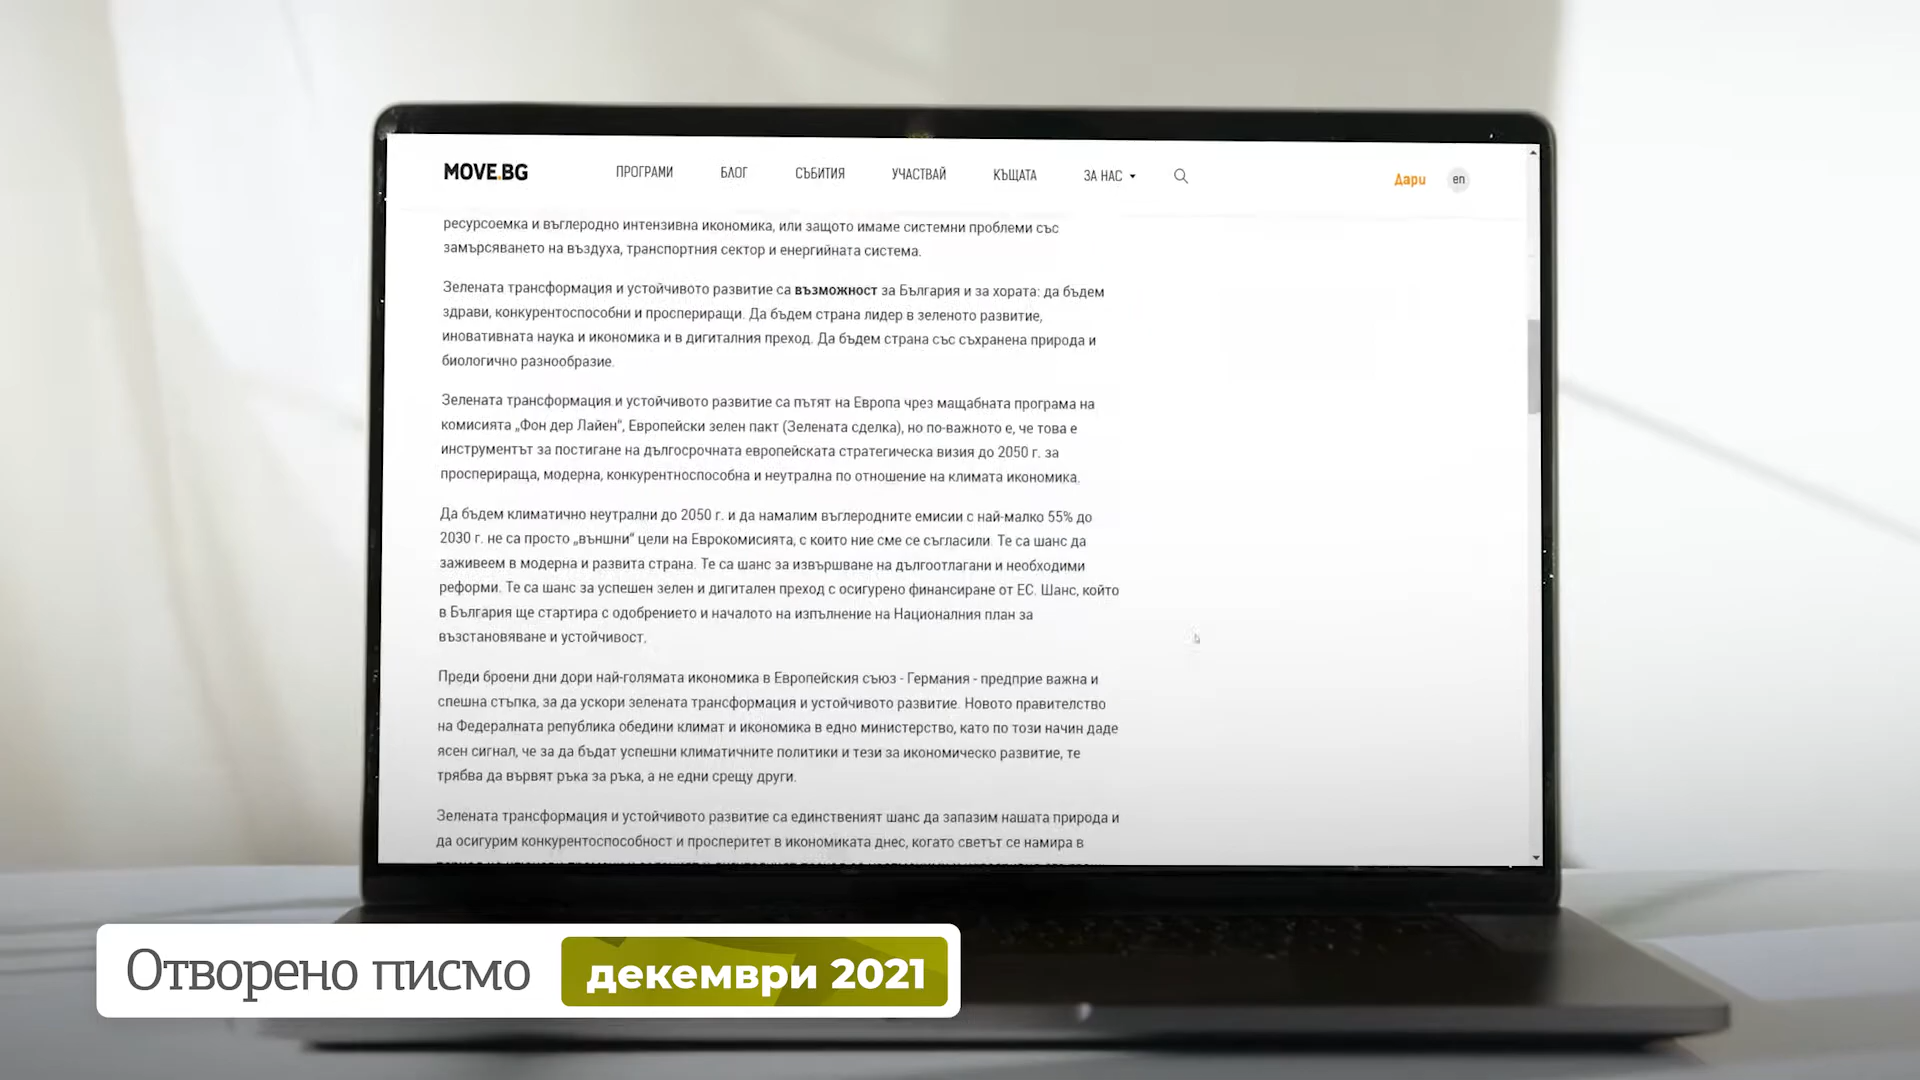 MOVE.BG
ПРОГРАМИ БЛОГ СЪБИТИЯ УЧАСТВАЙ КЪЩАТА ЗА НАС Дари en
ресурсоемка и въглеродно интензивна икономика, или защото имаме системни проблеми със
замърсяването на въздуха, транспортния сектор и енергийната система.
Зелената трансформация и устойчивото развитие са възможност за България и за хората: да бъдем
здрави, конкурентоспособни и проспериращи. Да бъдем страна лидер в зеленото развитие,
иновативната наука и икономика и в дигиталния преход. Да бъдем страна със съхранена природа и
биологично разнообразие.
Зелената трансформация и устойчивото развитие са пътят на Европа чрез мащабната програма на
комисията „Фон дер Лайен“, Европейски зелен пакт (Зелената сделка), но по-важното е, че това е
инструментът за постигане на дългосрочната европейската стратегическа визия до 2050 г. за
просперираща, модерна, конкурентноспособна и неутрална по отношение на климата икономика.
Да бъдем климатично неутрални до 2050 г. и да намалим въглеродните емисии с най-малко 55% до
2030 г. не са просто „външни“ цели на Еврокомисията, с които ние сме се съгласили. Те са шанс да
заживеем в модерна и развита страна. Те са шанс за извършване на дългоотлагани и необходими
реформи. Те са шанс за успешен зелен и дигитален преход с осигурено финансиране от ЕС. Шанс, който
в България ще стартира с одобрението и началото на изпълнение на Националния план за
възстановяване и устойчивост.
Преди броени дни дори най-голямата икономика в Европейския съюз - Германия - предприе важна и
спешна стъпка, за да ускори зелената трансформация и устойчивото развитие. Новото правителство
на Федералната република обедини климат и икономика в едно министерство, като по този начин даде
ясен сигнал, че за да бъдат успешни климатичните политики и тези за икономическо развитие, те
трябва да вървят ръка за ръка, а не едни срещу други.
Зелената трансформация и устойчивото развитие са единственият шанс да запазим нашата природа и
да осигурим конкурентоспособност и просперитет в икономиката днес, когато светът се намира в
Отворено писмо декември 2021